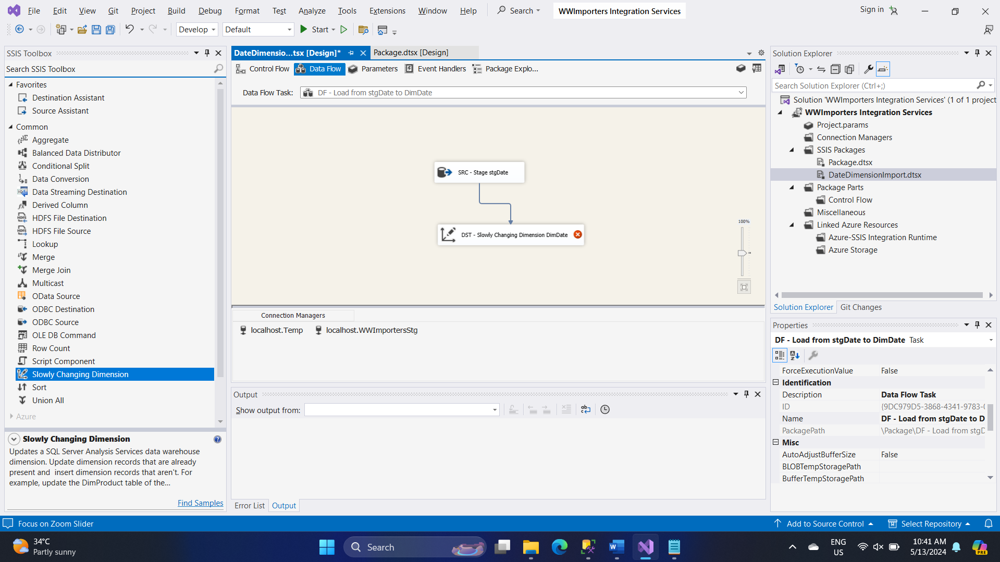 File Edit View Git Project Build Debug Format Test Analyze Tools Extensions Window Help Search WWImporters Integration Services Sign in
Develop Default Start
SSIS Toolbox
Search SSIS Toolbox
Favorites
Destination Assistant
Source Assistant
Common
Aggregate
Balanced Data Distributor
Conditional Split
Data Conversion
Data Streaming Destination
Derived Column
HDFS File Destination
HDFS File Source
Lookup
Merge
Merge Join
Multicast
OData Source
ODBC Destination
ODBC Source
OLE DB Command
Row Count
Script Component
Slowly Changing Dimension
Sort
Union All
Azure
Slowly Changing Dimension
Updates a SQL Server Analysis Services data warehouse
dimension. Update dimension records that are already
present and insert dimension records that aren't. For
example, update the DimProduct table of the...
Find Samples
DateDimensio...tsx [Design]* Package.dtsx [Design]
Control Flow Data Flow Parameters Event Handlers Package Explo...
Data Flow Task: DF - Load from stgDate to DimDate
SRC - Stage stgDate
DST - Slowly Changing Dimension DimDate
100%
Connection Managers
localhost.Temp localhost.WWImportersStg
Output
Show output from:
Error List Output
Solution Explorer
Search Solution Explorer (Ctrl+;)
Solution 'WWImporters Integration Services' (1 of 1 project
WWImporters Integration Services
Project.params
Connection Managers
SSIS Packages
Package.dtsx
DateDimensionImport.dtsx
Package Parts
Control Flow
Miscellaneous
Linked Azure Resources
Azure-SSIS Integration Runtime
Azure Storage
Solution Explorer Git Changes
Properties
DF - Load from stgDate to DimDate Task
ForceExecutionValue False
Identification
Description Data Flow Task
ID {9DC979D5-3868-4341-9783-
Name DF - Load from stgDate to D
PackagePath \Package\DF - Load from stgD
Misc
AutoAdjustBufferSize False
BLOBTempStoragePath
BufferTempStoragePath
Focus on Zoom Slider Add to Source Control Select Repository
34°C
Partly sunny
Search
ENG
US
10:41 AM
5/13/2024
PRE